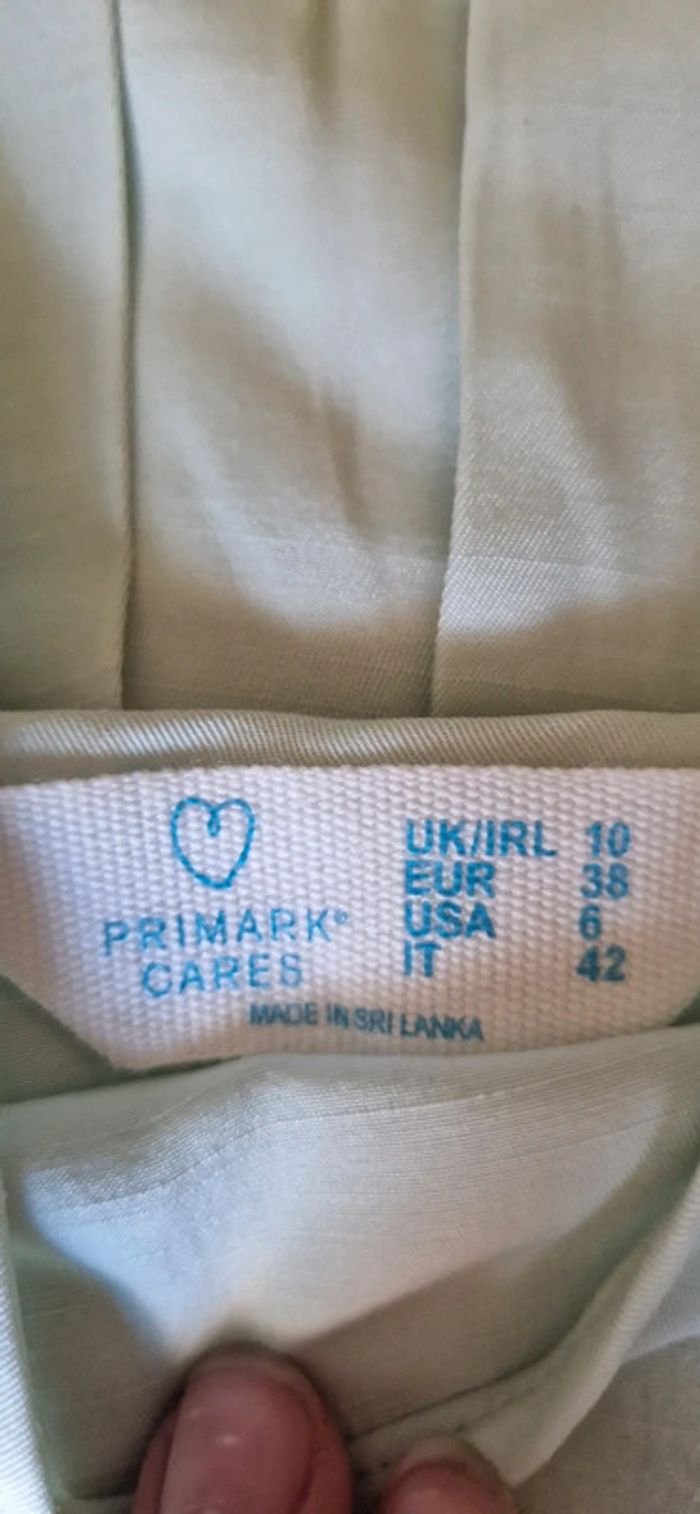 PRIMARK®
CARES
UK/IRL 10
EUR 38
USA 6
IT 42
MADE IN SRI LANKA